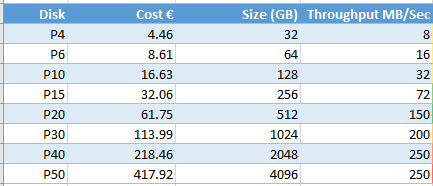 Disk Cost € Size (GB) Throughput MB/Sec
P4 4.46 32 8
P6 8.61 64 16
P10 16.63 128 32
P15 32.06 256 72
P20 61.75 512 150
P30 113.99 1024 200
P40 218.46 2048 250
P50 417.92 4096 250